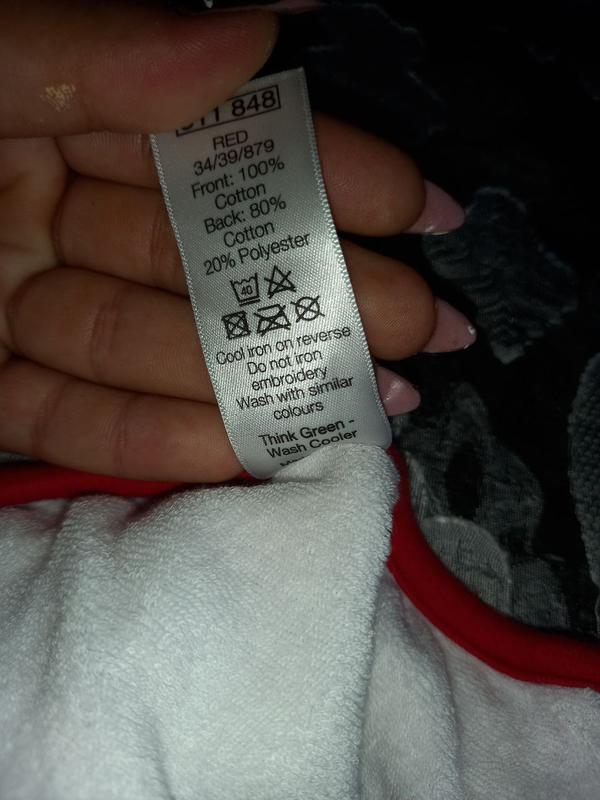 848
RED
34/39/879
Front: 100%
Cotton
Back: 80%
Cotton
20% Polyester
40
Cool iron on reverse
Do not iron
embroidery
Wash with similar
colours
Think Green -
Wash Cooler